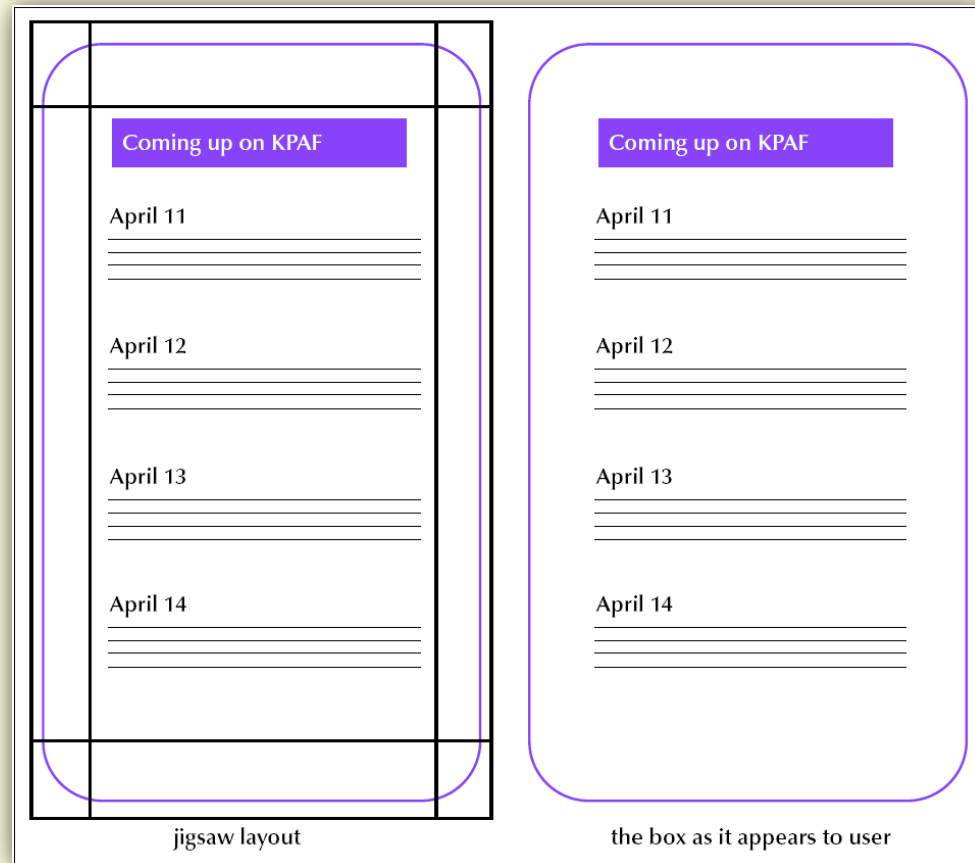 Coming up on KPAF
April 11
April 12
April 13
April 14
jigsaw layout
Coming up on KPAF
April 11
April 12
April 13
April 14
the box as it appears to user